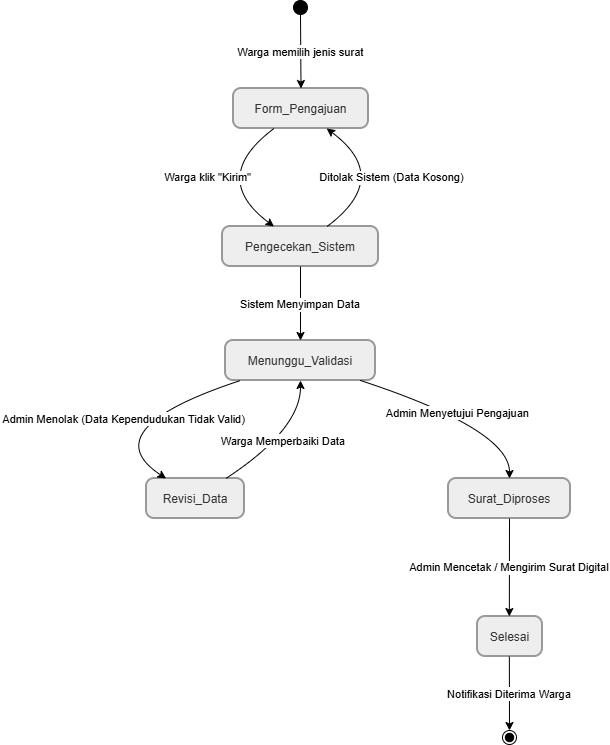 Warga memilih jenis surat
Form_Pengajuan
Warga klik "Kirim"
Ditolak Sistem (Data Kosong)
Pengecekan_Sistem
Sistem Menyimpan Data
Menunggu_Validasi
Admin Menolak (Data Kependudukan Tidak Valid)
Admin Menyetujui Pengajuan
Warga Memperbaiki Data
Revisi_Data
Surat_Diproses
Admin Mencetak / Mengirim Surat Digital
Selesai
Notifikasi Diterima Warga